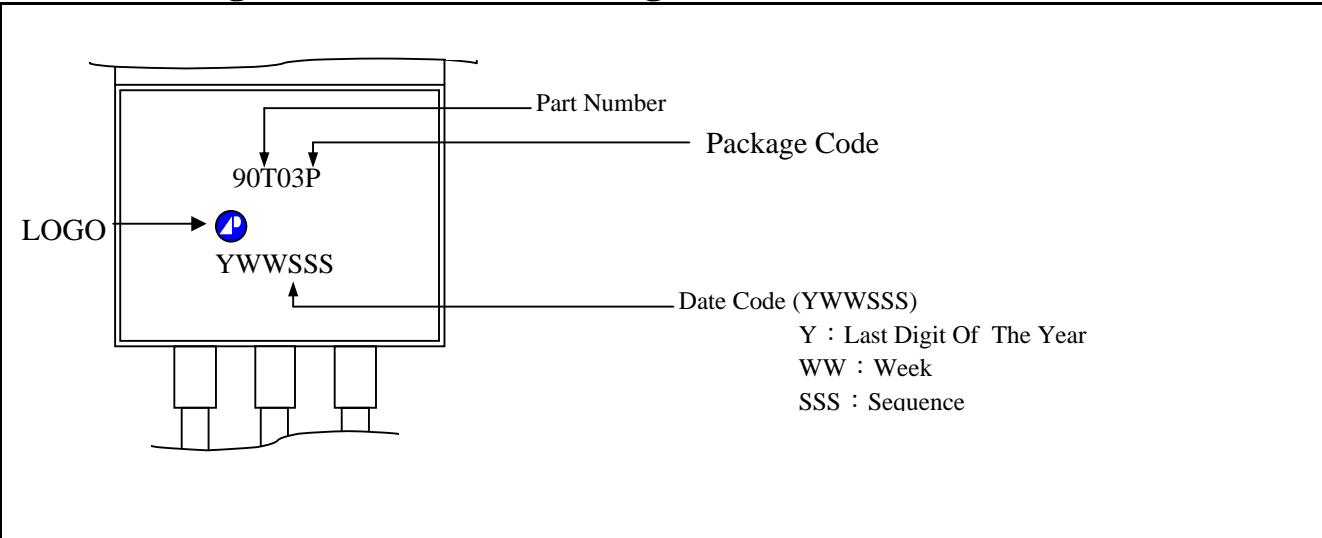 Part Number
Package Code
90T03P
LOGO
YWWSSS
Date Code (YWWSSS)
Y：Last Digit Of The Year
WW：Week
SSS：Sequence